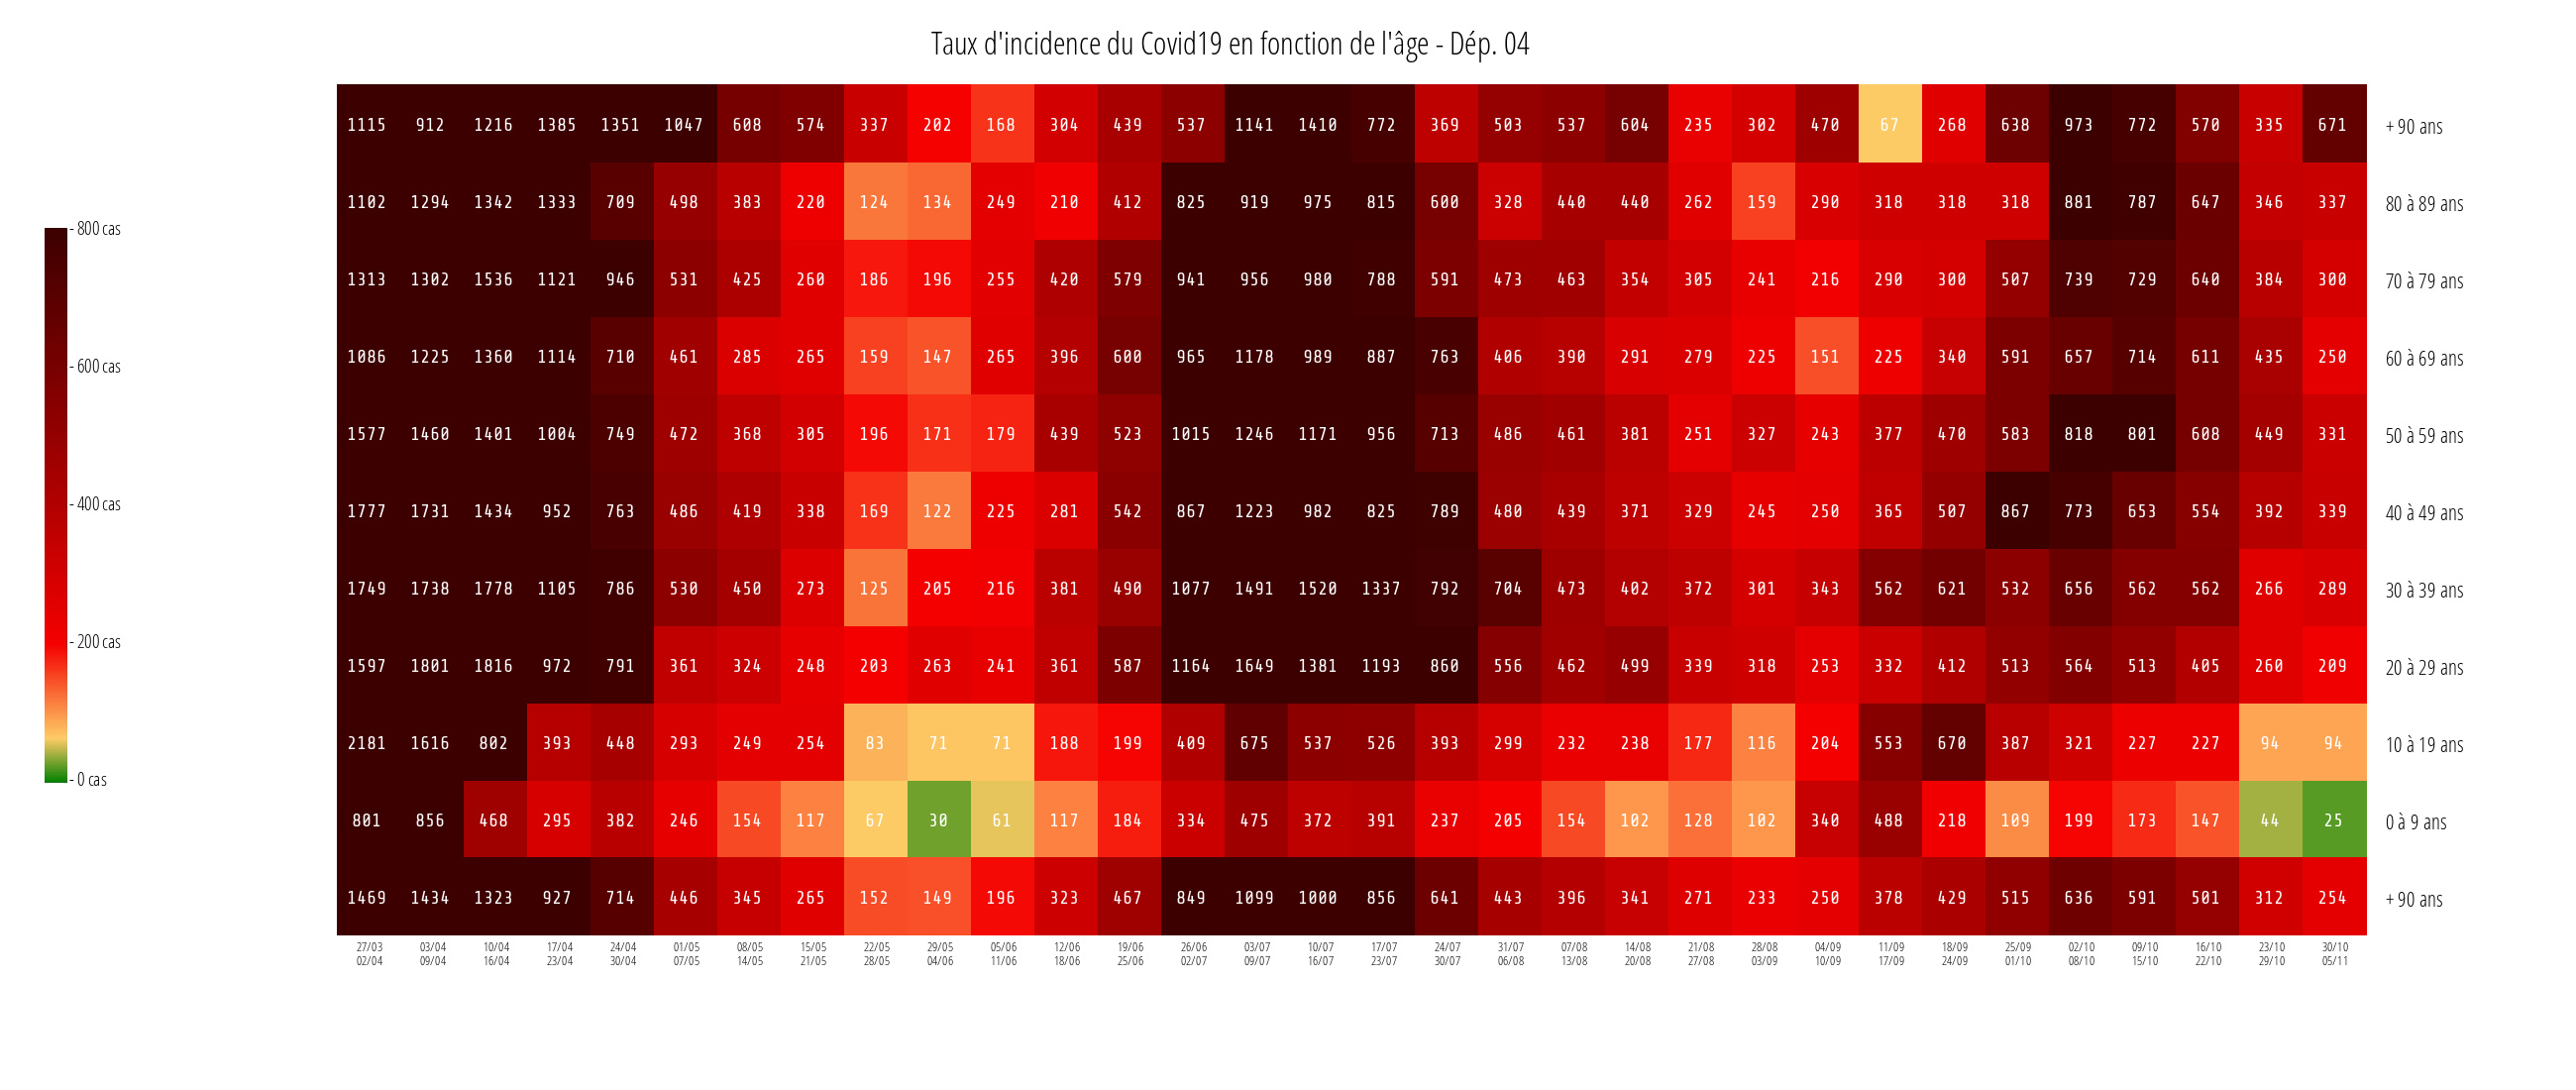 Taux d'incidence du Covid19 en fonction de l'âge - Dép. 04
- 800 cas
- 600 cas
- 400 cas
- 200 cas
- 0 cas
1115 912 1216 1385 1351 1047 608 574 337 202 168 304 439 537 1141 1410 772 369 503 537 604 235 302 470 67 268 638 973 772 570 335 671 + 90 ans
1102 1294 1342 1333 709 498 383 220 124 134 249 210 412 825 919 975 815 600 328 440 440 262 159 290 318 318 318 881 787 647 346 337 80 à 89 ans
1313 1302 1536 1121 946 531 425 260 186 196 255 420 579 941 956 980 788 591 473 463 354 305 241 216 290 300 507 739 729 640 384 300 70 à 79 ans
1086 1225 1360 1114 710 461 285 265 159 147 265 396 600 965 1178 989 887 763 406 390 291 279 225 151 225 340 591 657 714 611 435 250 60 à 69 ans
1577 1460 1401 1004 749 472 368 305 196 171 179 439 523 1015 1246 1171 956 713 486 461 381 251 327 243 377 470 583 818 801 608 449 331 50 à 59 ans
1777 1731 1434 952 763 486 419 338 169 122 225 281 542 867 1223 982 825 789 480 439 371 329 245 250 365 507 867 773 653 554 392 339 40 à 49 ans
1749 1738 1778 1105 786 530 450 273 125 205 216 381 490 1077 1491 1520 1337 792 704 473 402 372 301 343 562 621 532 656 562 562 266 289 30 à 39 ans
1597 1801 1816 972 791 361 324 248 203 263 241 361 587 1164 1649 1381 1193 860 556 462 499 339 318 253 332 412 513 564 513 405 260 209 20 à 29 ans
2181 1616 802 393 448 293 249 254 83 71 71 188 199 409 675 537 526 393 299 232 238 177 116 204 553 670 387 321 227 227 94 94 10 à 19 ans
801 856 468 295 382 246 154 117 67 30 61 117 184 334 475 372 391 237 205 154 102 128 102 340 488 218 109 199 173 147 44 25 0 à 9 ans
1469 1434 1323 927 714 446 345 265 152 149 196 323 467 849 1099 1000 856 641 443 396 341 271 233 250 378 429 515 636 591 501 312 254 + 90 ans
27/03 03/04 10/04 17/04 24/04 01/05 08/05 15/05 22/05 29/05 05/06 12/06 19/06 26/06 03/07 10/07 17/07 24/07 31/07 07/08 14/08 21/08 28/08 04/09 11/09 18/09 25/09 02/10 09/10 16/10 23/10 30/10
02/04 09/04 16/04 23/04 30/04 07/05 14/05 21/05 28/05 04/06 11/06 18/06 25/06 02/07 09/07 16/07 23/07 30/07 06/08 13/08 20/08 27/08 03/09 10/09 17/09 24/09 01/10 08/10 15/10 22/10 29/10 05/11